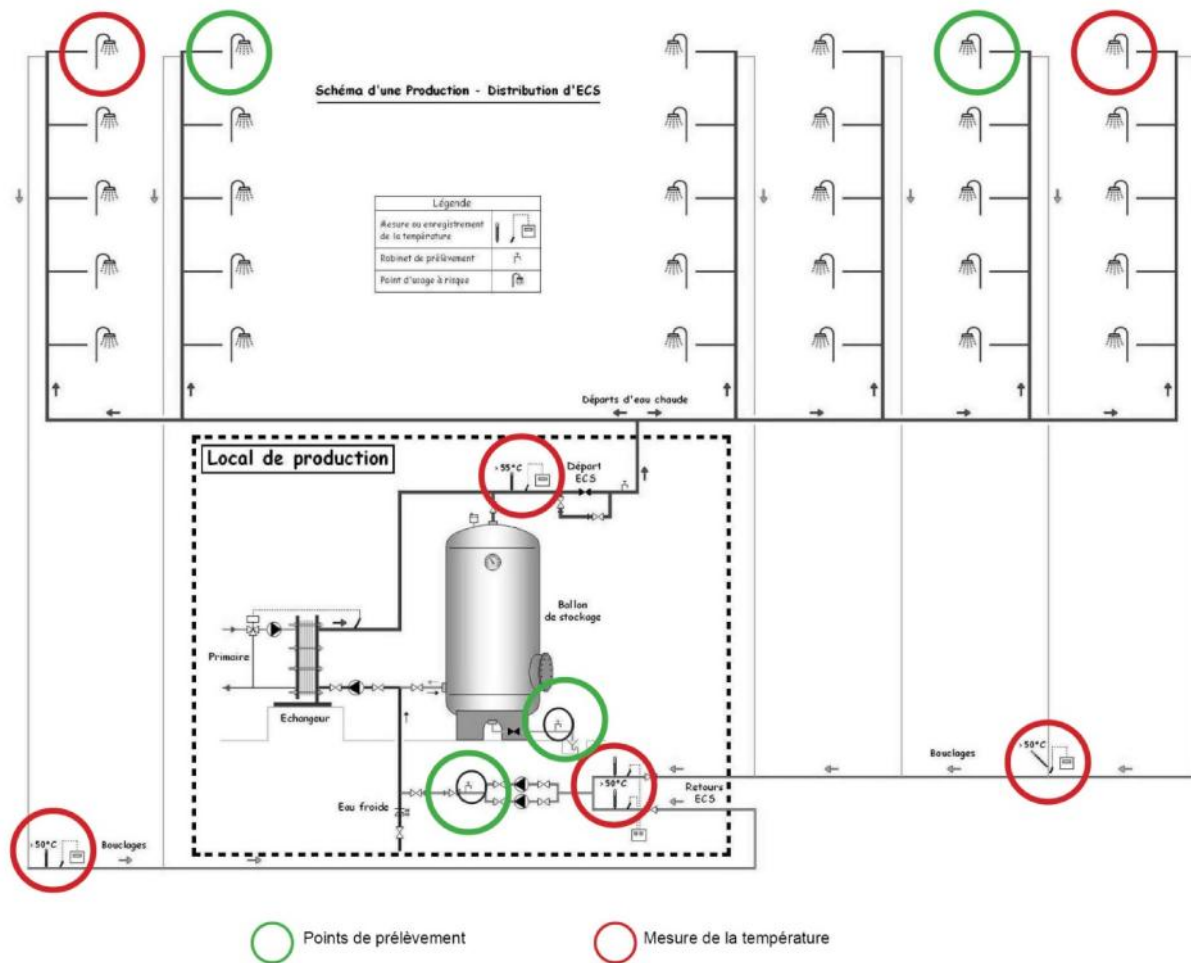 Schéma d'une Production - Distribution d'ECS
Légende
Mesure ou enregistrement
de la température
Robinet de prélèvement
Point d'usage à risque
Départs d'eau chaude
Local de production
>55°C
Départ
ECS
Ballon
de stockage
Primaire
Echangeur
Eau froide
>50°C
Retours
ECS
Bouclages
>50°C
>50°C
Bouclages
Points de prélèvement
Mesure de la température